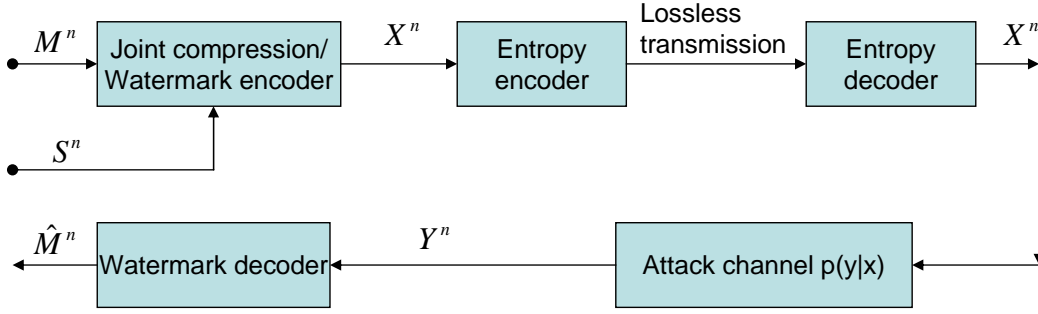 Lossless
transmission
M^n
X^n
X^n
Joint compression/
Watermark encoder
Entropy
encoder
Entropy
decoder
S^n
M̂^n
Y^n
Watermark decoder
Attack channel p(y|x)